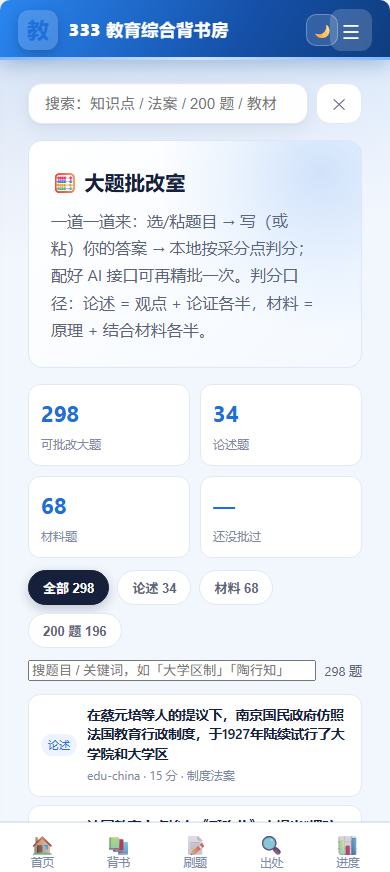 教 333 教育综合背书房
搜索：知识点 / 法案 / 200 题 / 教材
大题批改室
一道一道来：选/粘题目 → 写（或
粘）你的答案 → 本地按采分点判分；
配好 AI 接口可再精批一次。判分口
径：论述 = 观点 + 论证各半，材料 =
原理 + 结合材料各半。
298
可批改大题
34
论述题
68
材料题
—
还没批过
全部 298
论述 34
材料 68
200 题 196
搜题目 / 关键词，如「大学区制」「陶行知」
298 题
论述
在蔡元培等人的提议下，南京国民政府仿照
法国教育行政制度，于1927年陆续试行了大
学院和大学区
edu-china · 15 分 · 制度法案
首页
背书
刷题
出处
进度